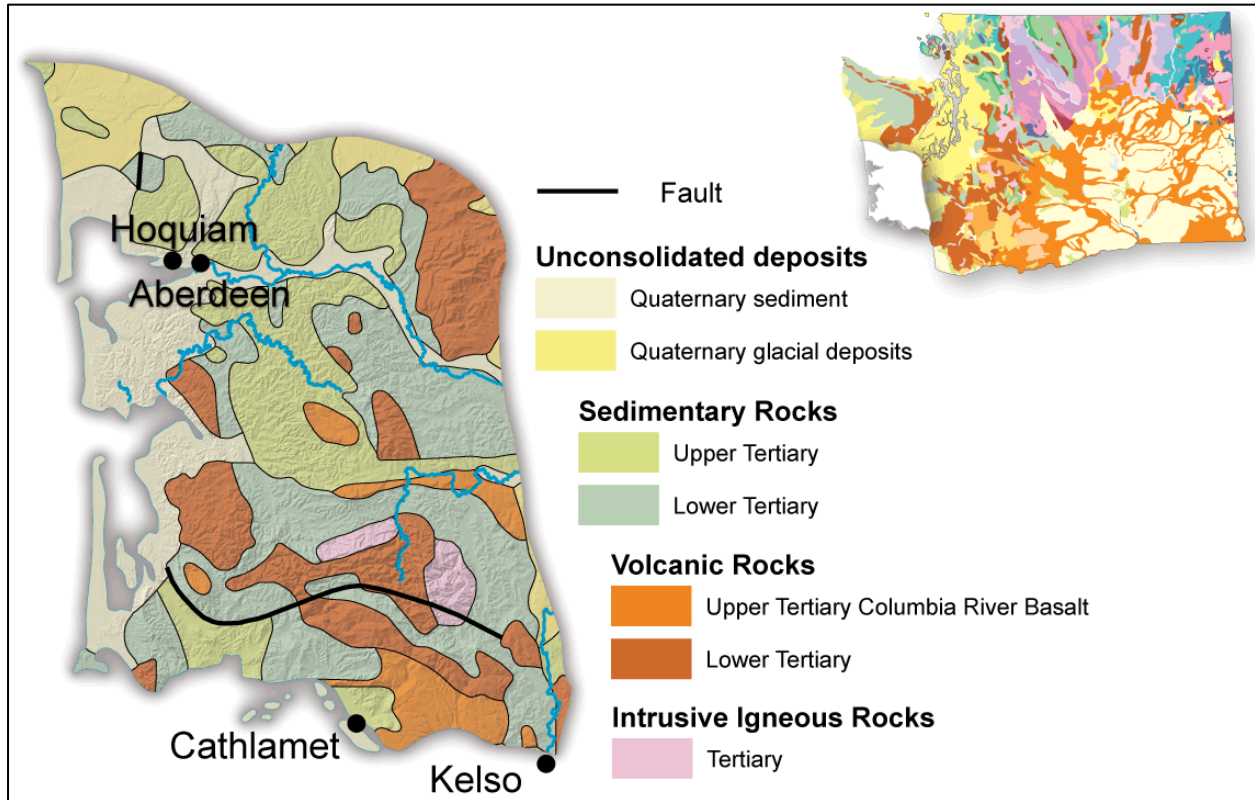 Hoquiam
Aberdeen
Cathlamet
Kelso
Fault
Unconsolidated deposits
Quaternary sediment
Quaternary glacial deposits
Sedimentary Rocks
Upper Tertiary
Lower Tertiary
Volcanic Rocks
Upper Tertiary Columbia River Basalt
Lower Tertiary
Intrusive Igneous Rocks
Tertiary